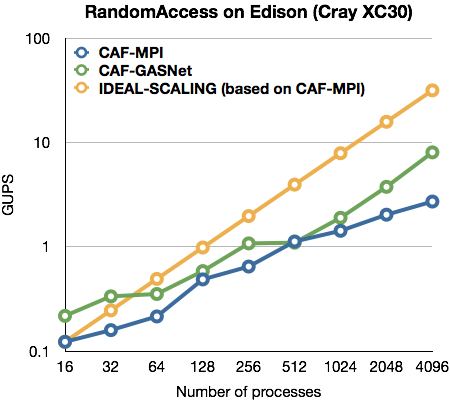 RandomAccess on Edison (Cray XC30)
100
CAF-MPI
CAF-GASNet
IDEAL-SCALING (based on CAF-MPI)
10
GUPS
1
0.1
16 32 64 128 256 512 1024 2048 4096
Number of processes